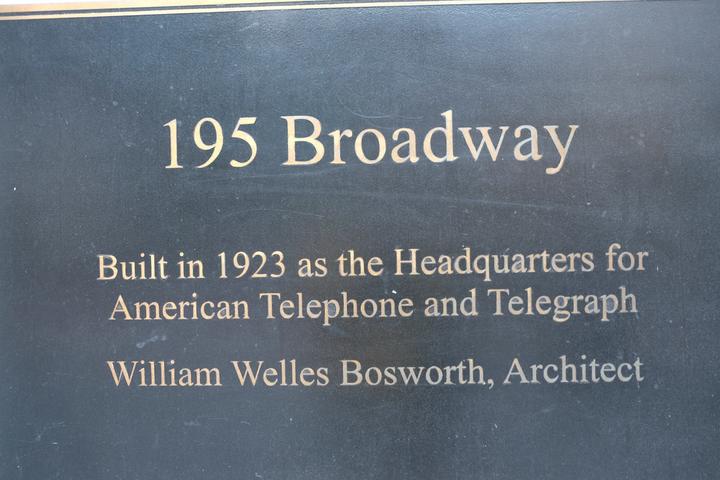 195 Broadway
Built in 1923 as the Headquarters for
American Telephone and Telegraph
William Welles Bosworth, Architect